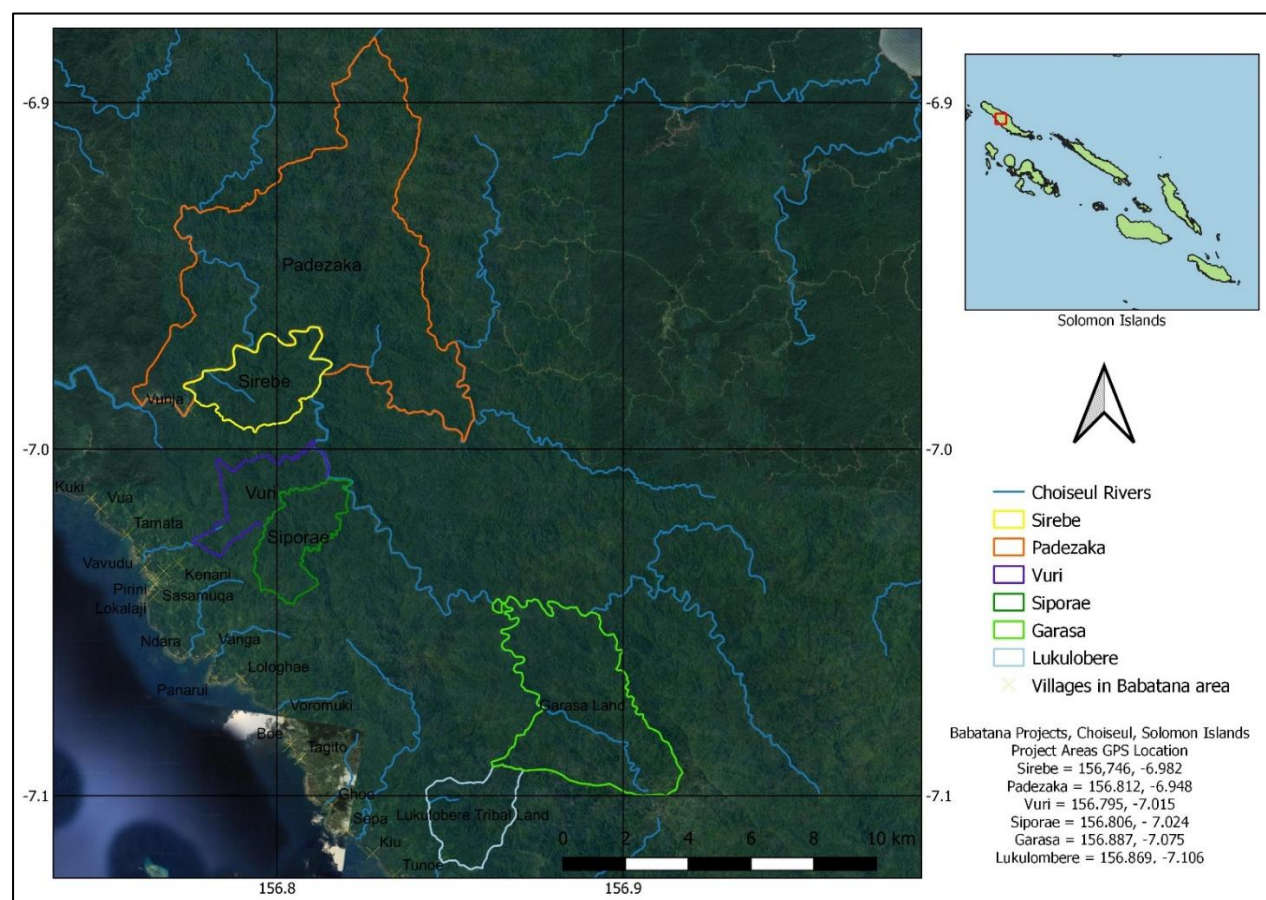 -6.9
-6.9
Padezaka
Solomon Islands
Sirebe
Vunja
-7.0
-7.0
Kuki
Vua
Vuri
Tamata
Siporae
Vavudu
Kenani
Pirini
Sasamuqa
Lokalaji
Ndara
Vanga
Lologhae
Panarui
Voromuki
Garasa Land
Boe
Tagito
-7.1
-7.1
Ghoe
Sepa
Lukulobere Tribal Land
Kiu
Tunoe
0 2 4 6 8 10 km
156.8
156.9
Choiseul Rivers
Sirebe
Padezaka
Vuri
Siporae
Garasa
Lukulobere
Villages in Babatana area
Babatana Projects, Choiseul, Solomon Islands
Project Areas GPS Location
Sirebe = 156,746, -6.982
Padezaka = 156.812, -6.948
Vuri = 156.795, -7.015
Siporae = 156.806, - 7.024
Garasa = 156.887, -7.075
Lukulombere = 156.869, -7.106